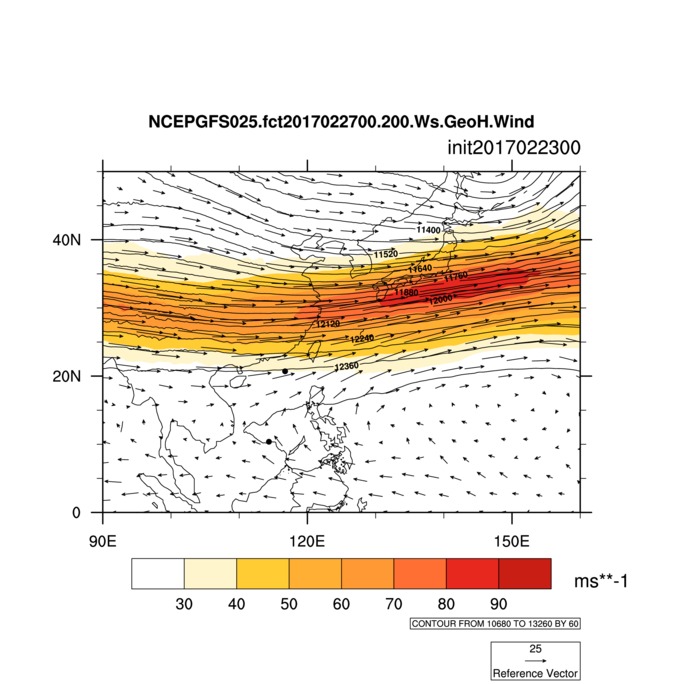 NCEPGFS025.fct2017022700.200.Ws.GeoH.Wind
init2017022300
11400
40N
11520
11640
11760
11880
12000
12120
12240
12360
20N
0
90E 120E 150E
ms**-1
30 40 50 60 70 80 90
CONTOUR FROM 10680 TO 13260 BY 60
25
Reference Vector